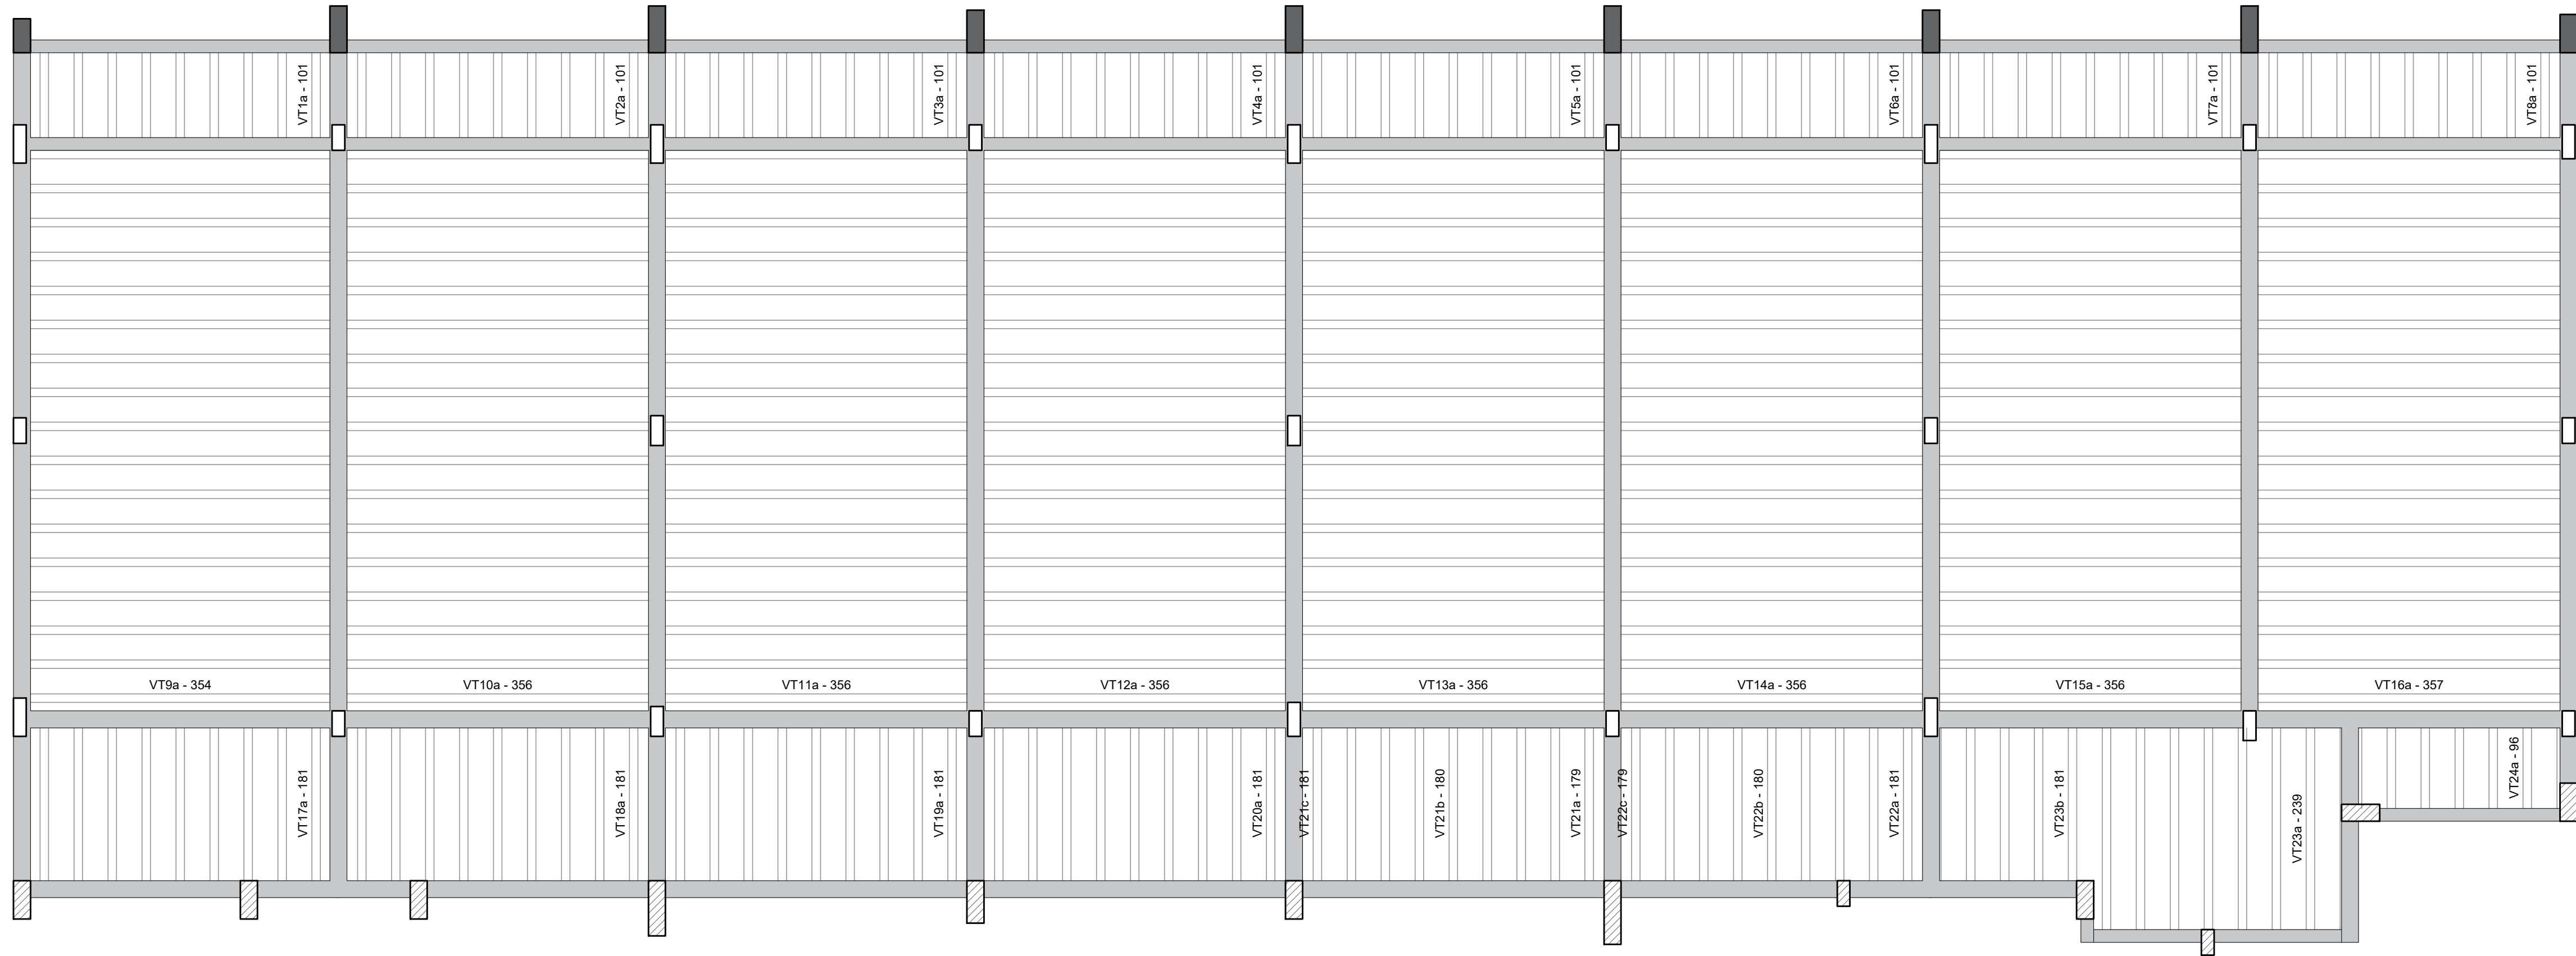 VT1a - 101
VT2a - 101
VT3a - 101
VT4a - 101
VT5a - 101
VT6a - 101
VT7a - 101
VT8a - 101
VT9a - 354
VT10a - 356
VT11a - 356
VT12a - 356
VT13a - 356
VT14a - 356
VT15a - 356
VT16a - 357
VT17a - 181
VT18a - 181
VT19a - 181
VT20a - 181
VT21c - 181
VT21b - 180
VT21a - 179
VT22c - 179
VT22b - 180
VT22a - 181
VT23b - 181
VT23a - 239
VT24a - 96